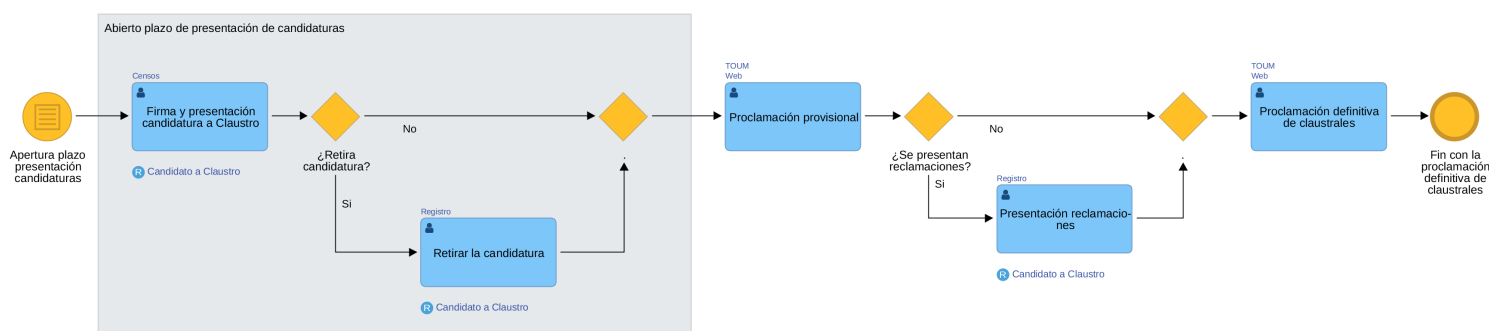 Abierto plazo de presentación de candidaturas
Apertura plazo
presentación
candidaturas
Censos
Firma y presentación
candidatura a Claustro
R Candidato a Claustro
¿Retira
candidatura?
No
Si
Registro
Retirar la candidatura
R Candidato a Claustro
.
TOUM
Web
Proclamación provisional
¿Se presentan
reclamaciones?
No
Si
Registro
Presentación reclamacio-
nes
R Candidato a Claustro
.
TOUM
Web
Proclamación definitiva
de claustrales
Fin con la
proclamación
definitiva de
claustrales